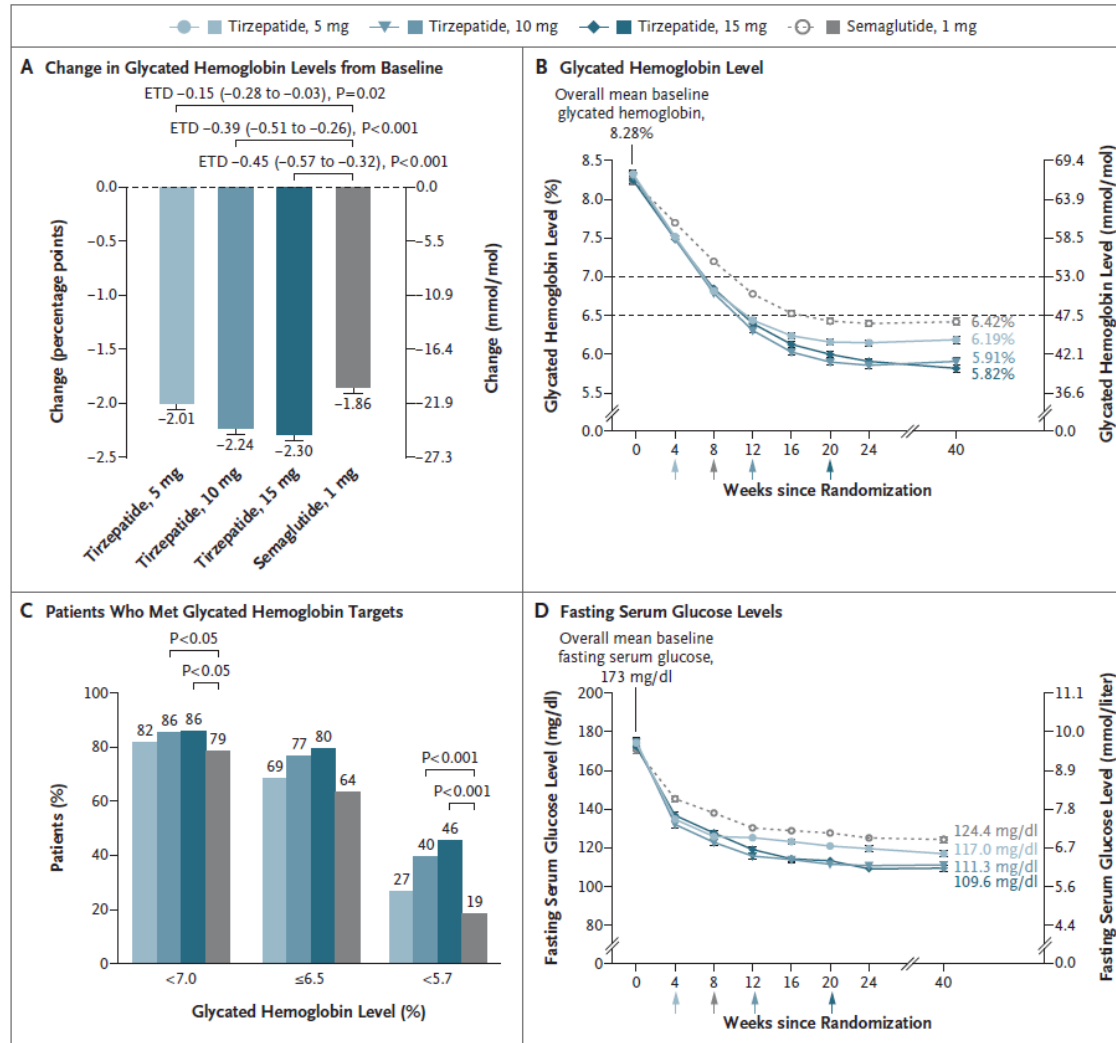 Tirzepatide, 5 mg Tirzepatide, 10 mg Tirzepatide, 15 mg Semaglutide, 1 mg
A Change in Glycated Hemoglobin Levels from Baseline
ETD −0.15 (−0.28 to −0.03), P=0.02
ETD −0.39 (−0.51 to −0.26), P<0.001
ETD −0.45 (−0.57 to −0.32), P<0.001
Change (percentage points)
0.0
−0.5
−1.0
−1.5
−2.0
−2.5
−2.01
−2.24
−2.30
−1.86
0.0
−5.5
−10.9
−16.4
−21.9
−27.3
Change (mmol/mol)
Tirzepatide, 5 mg
Tirzepatide, 10 mg
Tirzepatide, 15 mg
Semaglutide, 1 mg
B Glycated Hemoglobin Level
Overall mean baseline
glycated hemoglobin,
8.28%
Glycated Hemoglobin Level (%)
8.5
8.0
7.5
7.0
6.5
6.0
5.5
0.0
6.42%
6.19%
5.91%
5.82%
69.4
63.9
58.5
53.0
47.5
42.1
36.6
0.0
Glycated Hemoglobin Level (mmol/mol)
0 4 8 12 16 20 24 40
Weeks since Randomization
C Patients Who Met Glycated Hemoglobin Targets
P<0.05
P<0.05
P<0.001
P<0.001
Patients (%)
100
80
60
40
20
0
82 86 86 79
69 77 80 64
27 40 46 19
<7.0 ≤6.5 <5.7
Glycated Hemoglobin Level (%)
D Fasting Serum Glucose Levels
Overall mean baseline
fasting serum glucose,
173 mg/dl
Fasting Serum Glucose Level (mg/dl)
200
180
160
140
120
100
80
0
124.4 mg/dl
117.0 mg/dl
111.3 mg/dl
109.6 mg/dl
11.1
10.0
8.9
7.8
6.7
5.6
4.4
0.0
Fasting Serum Glucose Level (mmol/liter)
0 4 8 12 16 20 24 40
Weeks since Randomization